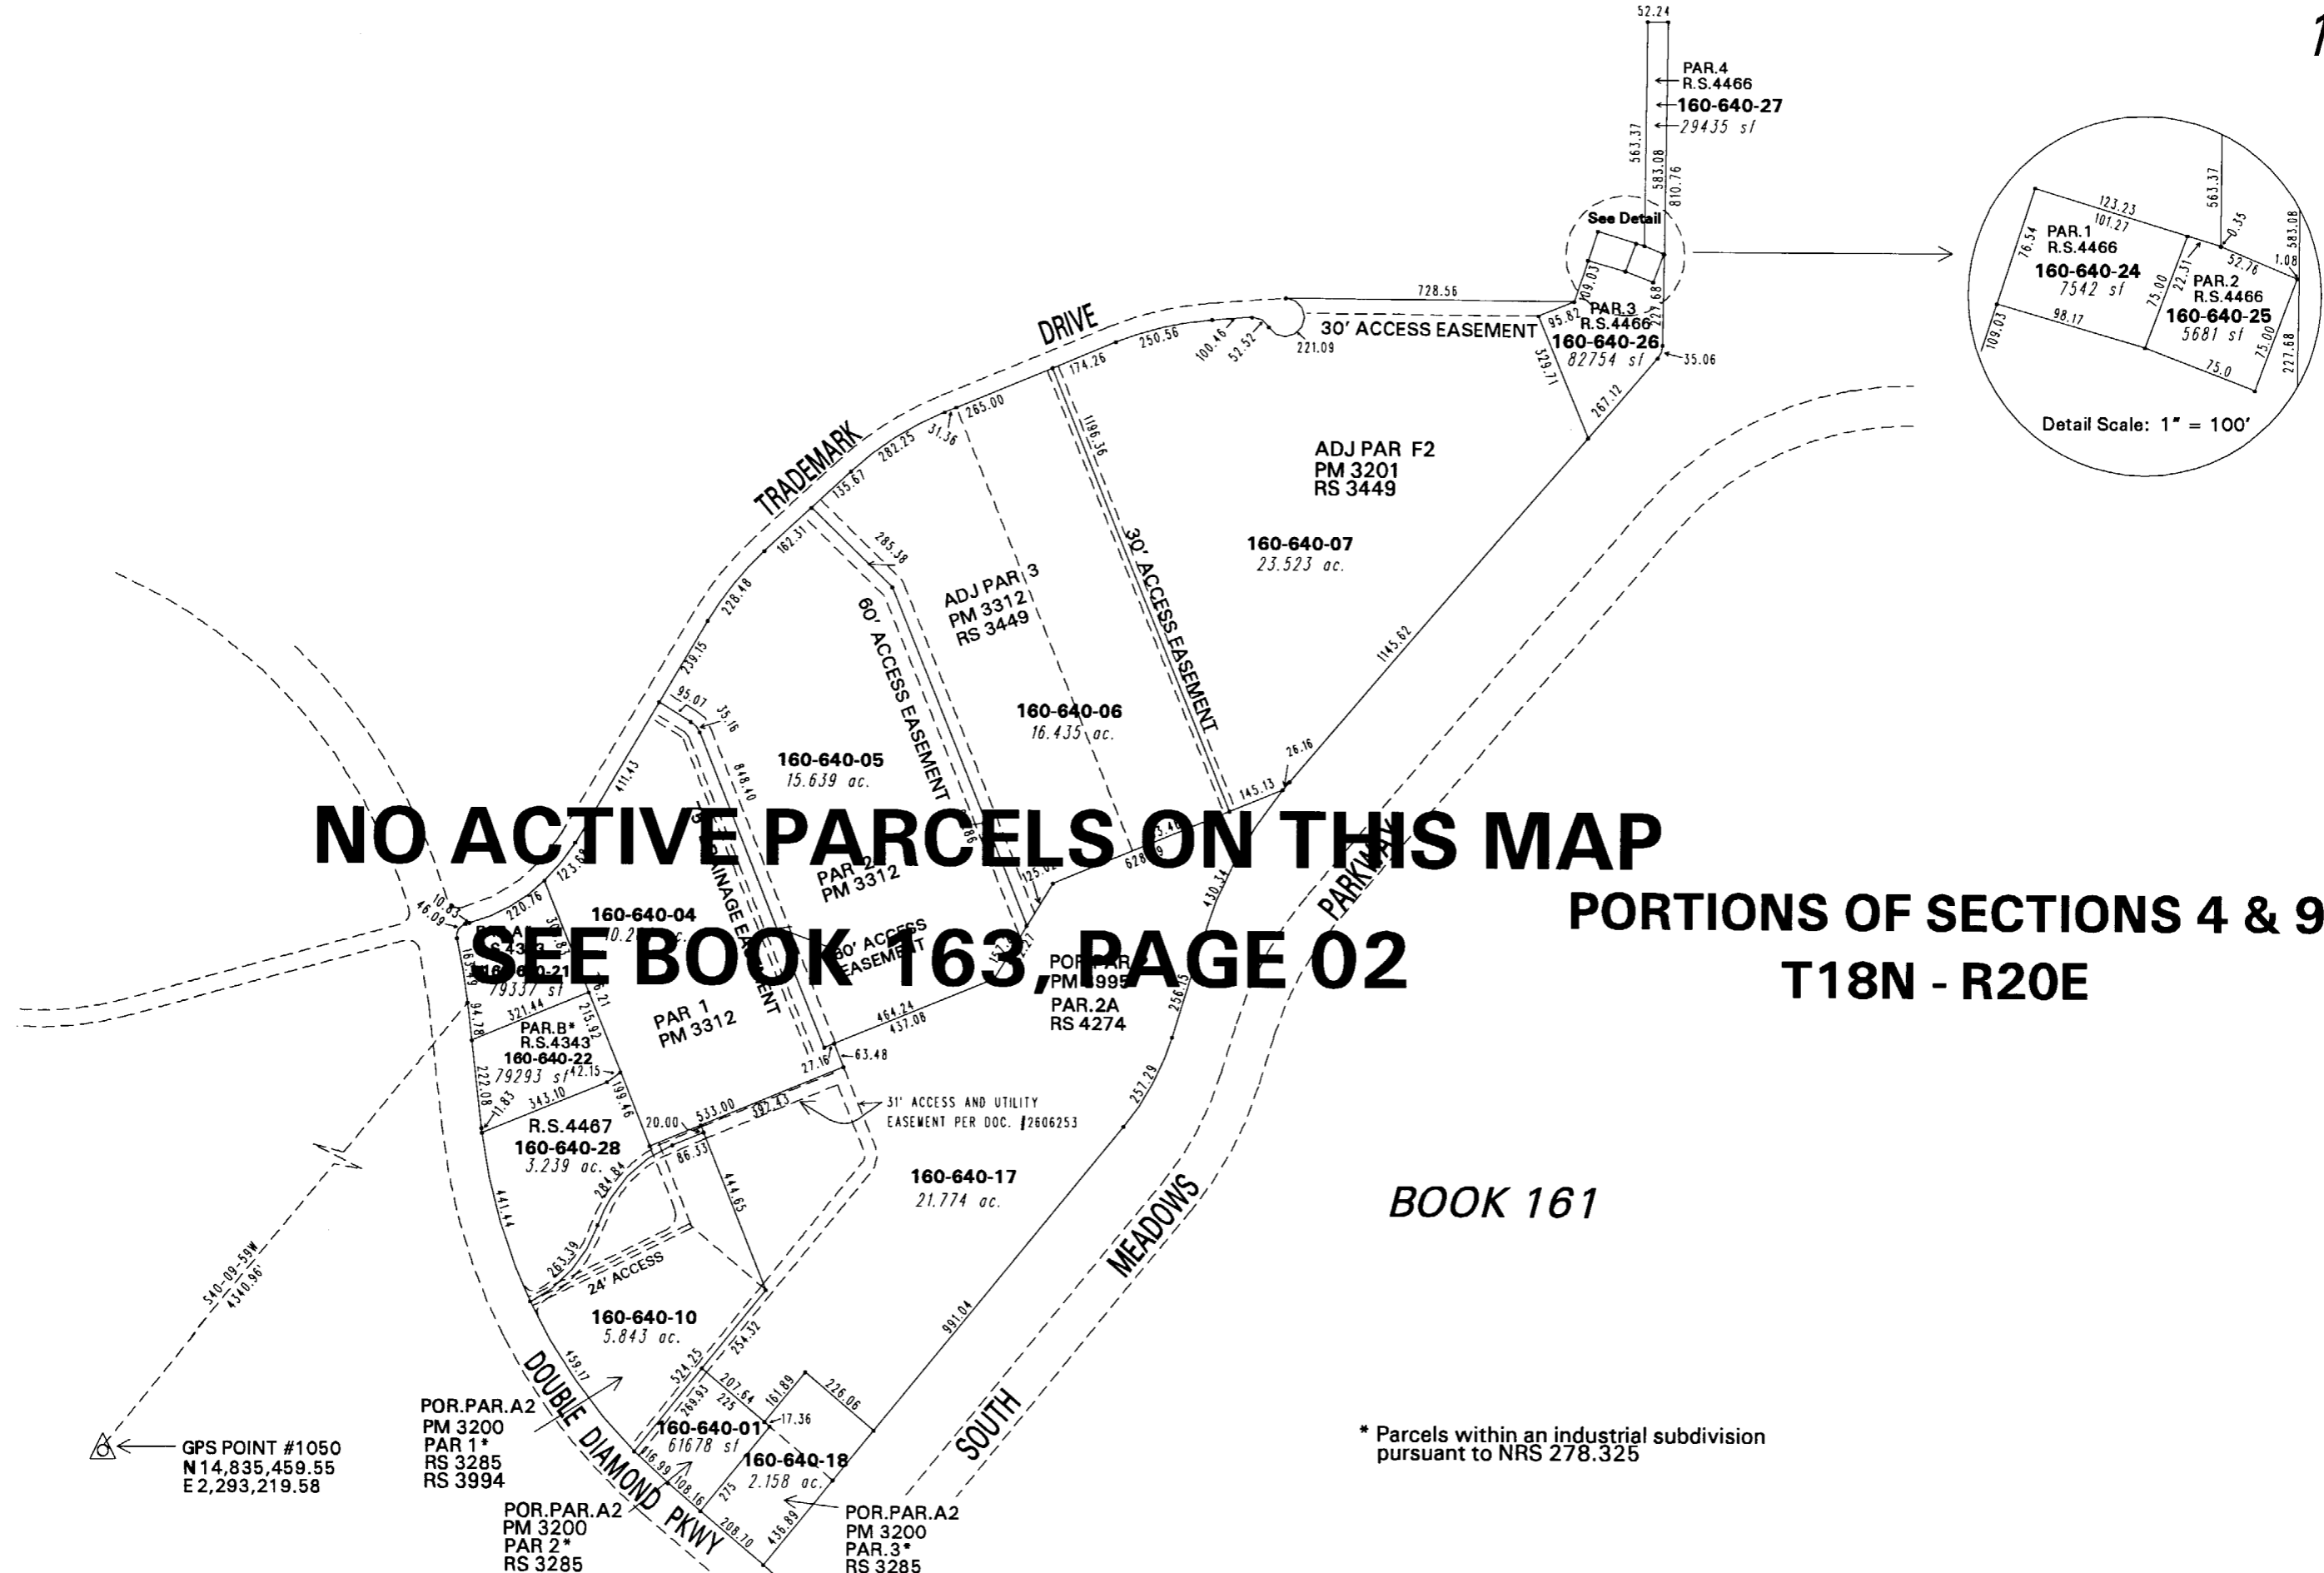 52.24
1
PAR.4
R.S.4466
160-640-27
29435 sf
563.37
583.08
810.76
See Detail
123.23
101.27
563.37
0.35
583.08
PAR.1
R.S.4466
160-640-24
7542 sf
76.54
22.31
75.00
52.76
1.08
PAR.2
R.S.4466
160-640-25
5681 sf
109.03
98.17
75.0
75.00
227.68
Detail Scale: 1" = 100'
109.03
728.56
30' ACCESS EASEMENT
95.82
PAR.3
R.S.4466
160-640-26
82754 sf
227.68
35.06
329.71
267.12
TRADEMARK DRIVE
174.26
250.56
100.46
52.52
221.09
265.00
31.36
282.25
135.67
162.31
228.48
239.15
1196.36
30' ACCESS EASEMENT
ADJ PAR F2
PM 3201
RS 3449
160-640-07
23.523 ac.
1145.62
285.38
ADJ PAR 3
PM 3312
RS 3449
60' ACCESS EASEMENT
160-640-06
16.435 ac.
95.07
35.16
848.40
160-640-05
15.639 ac.
411.43
26.16
145.13
NO ACTIVE PARCELS ON THIS MAP
SEE BOOK 163, PAGE 02
PORTIONS OF SECTIONS 4 & 9
T18N - R20E
PAR 2
PM 3312
123.68
220.76
10.83
46.09
160-640-04
79337 sf
94.78
321.44
215.92
PAR.B*
R.S.4343
160-640-22
79293 sf
42.15
222.08
11.83
343.10
199.46
PAR 1
PM 3312
30' ACCESS
EASEMENT
464.24
437.08
27.16
63.48
PAR.2A
RS 4274
430.34
256.15
257.29
PARKWAY
R.S.4467
160-640-28
3.239 ac.
20.00
533.00
392.43
86.33
31' ACCESS AND UTILITY
EASEMENT PER DOC. #2606253
284.84
263.39
441.44
444.65
24' ACCESS
160-640-17
21.774 ac.
BOOK 161
SOUTH MEADOWS
991.04
S40-09-59W
4340.96'
160-640-10
5.843 ac.
459.17
524.25
254.32
269.93
207.64
225
161.89
226.06
17.36
160-640-01
61678 sf
160-640-18
2.158 ac.
116.99
108.16
275
208.70
436.89
DOUBLE DIAMOND PKWY
POR.PAR.A2
PM 3200
PAR 1*
RS 3285
RS 3994
GPS POINT #1050
N 14,835,459.55
E 2,293,219.58
POR.PAR.A2
PM 3200
PAR 2*
RS 3285
POR.PAR.A2
PM 3200
PAR.3*
RS 3285
* Parcels within an industrial subdivision
pursuant to NRS 278.325